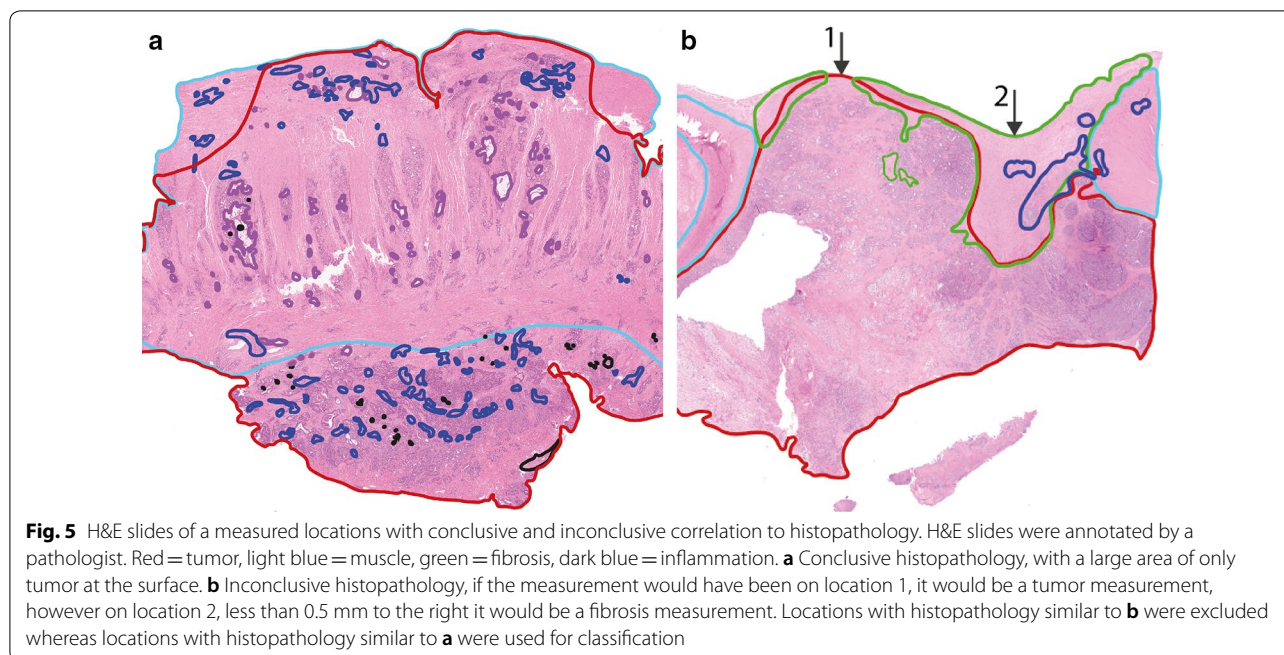 a
b
1
2
Fig. 5 H&E slides of a measured locations with conclusive and inconclusive correlation to histopathology. H&E slides were annotated by a
pathologist. Red = tumor, light blue = muscle, green = fibrosis, dark blue = inflammation. a Conclusive histopathology, with a large area of only
tumor at the surface. b Inconclusive histopathology, if the measurement would have been on location 1, it would be a tumor measurement,
however on location 2, less than 0.5 mm to the right it would be a fibrosis measurement. Locations with histopathology similar to b were excluded
whereas locations with histopathology similar to a were used for classification